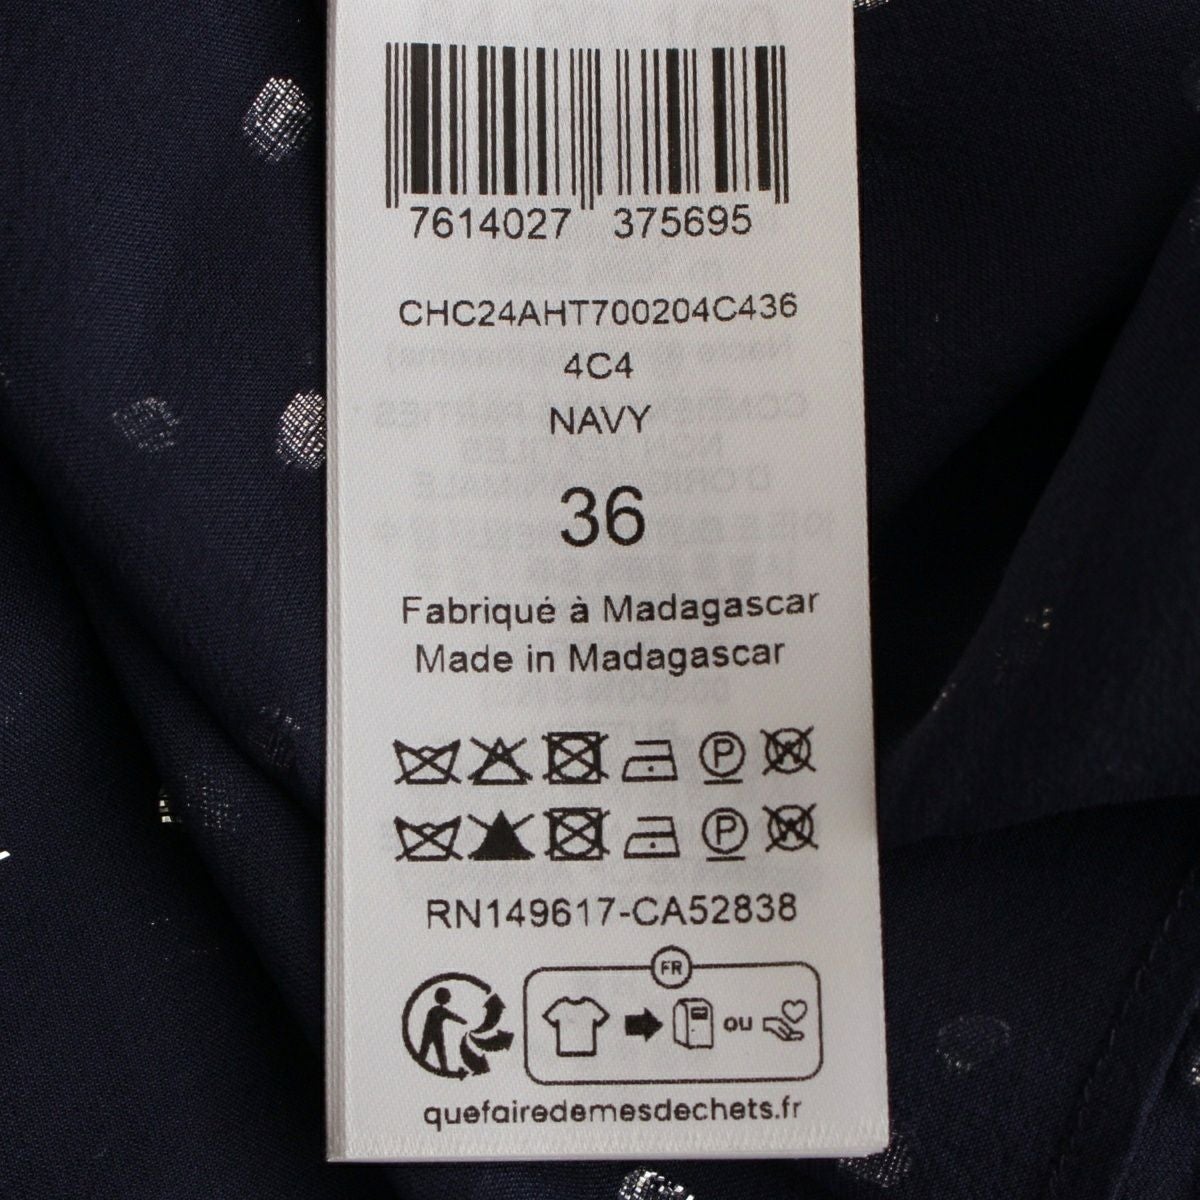 7614027 375695
CHC24AHT700204C436
4C4
NAVY
36
Fabriqué à Madagascar
Made in Madagascar
P W
P W
RN149617-CA52838
FR
ou
quefairedemesdechets.fr